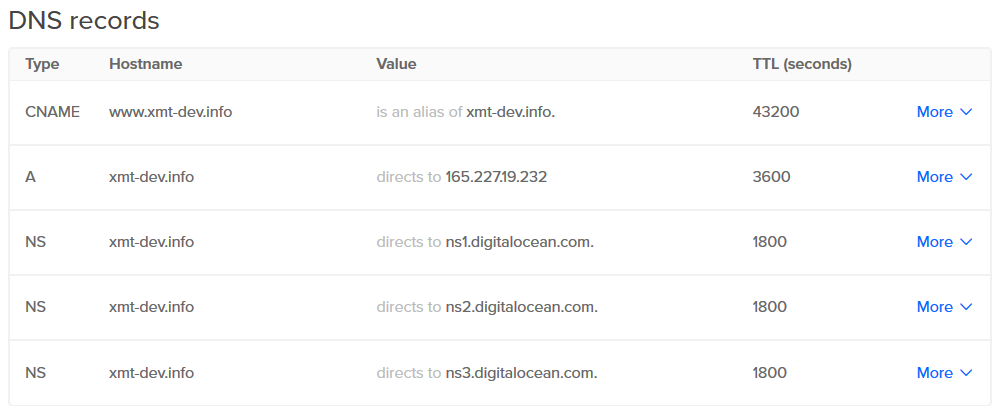 DNS records
Type Hostname Value TTL (seconds)
CNAME www.xmt-dev.info is an alias of xmt-dev.info. 43200 More
A xmt-dev.info directs to 165.227.19.232 3600 More
NS xmt-dev.info directs to ns1.digitalocean.com. 1800 More
NS xmt-dev.info directs to ns2.digitalocean.com. 1800 More
NS xmt-dev.info directs to ns3.digitalocean.com. 1800 More